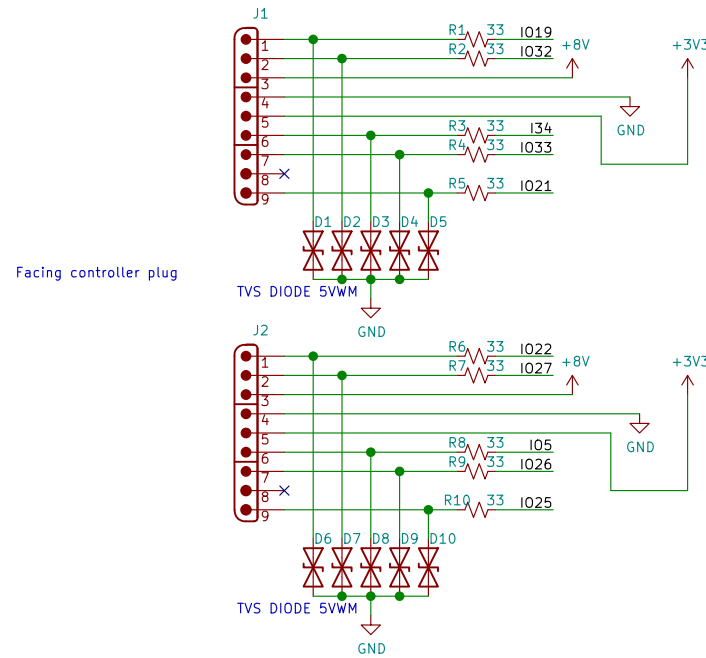 J1
1
2
3
4
5
6
7
8
9
R1 33 IO19
R2 33 IO32
+8V
+3V3
GND
R3 33 I34
R4 33 IO33
R5 33 IO21
D1 D2 D3 D4 D5
Facing controller plug
TVS DIODE 5VWM
GND
J2
1
2
3
4
5
6
7
8
9
R6 33 IO22
R7 33 IO27
+8V
+3V3
GND
R8 33 IO5
R9 33 IO26
R10 33 IO25
D6 D7 D8 D9 D10
TVS DIODE 5VWM
GND